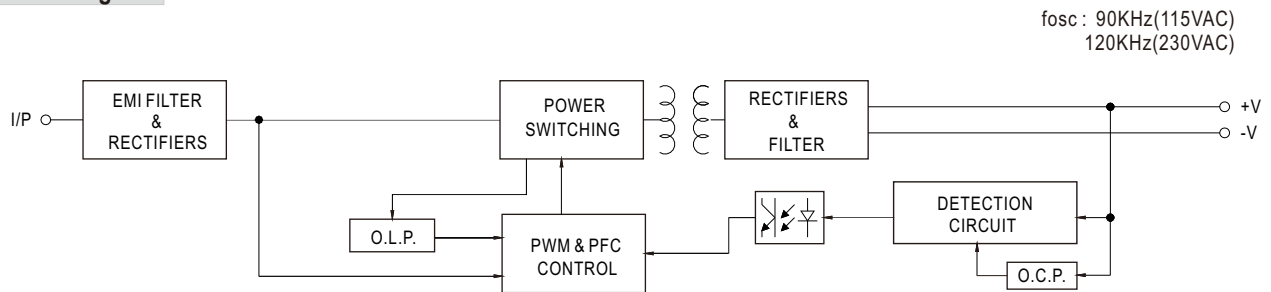 fosc : 90KHz(115VAC)
120KHz(230VAC)
I/P
EMI FILTER
&
RECTIFIERS
POWER
SWITCHING
RECTIFIERS
&
FILTER
+V
-V
O.L.P.
PWM & PFC
CONTROL
DETECTION
CIRCUIT
O.C.P.